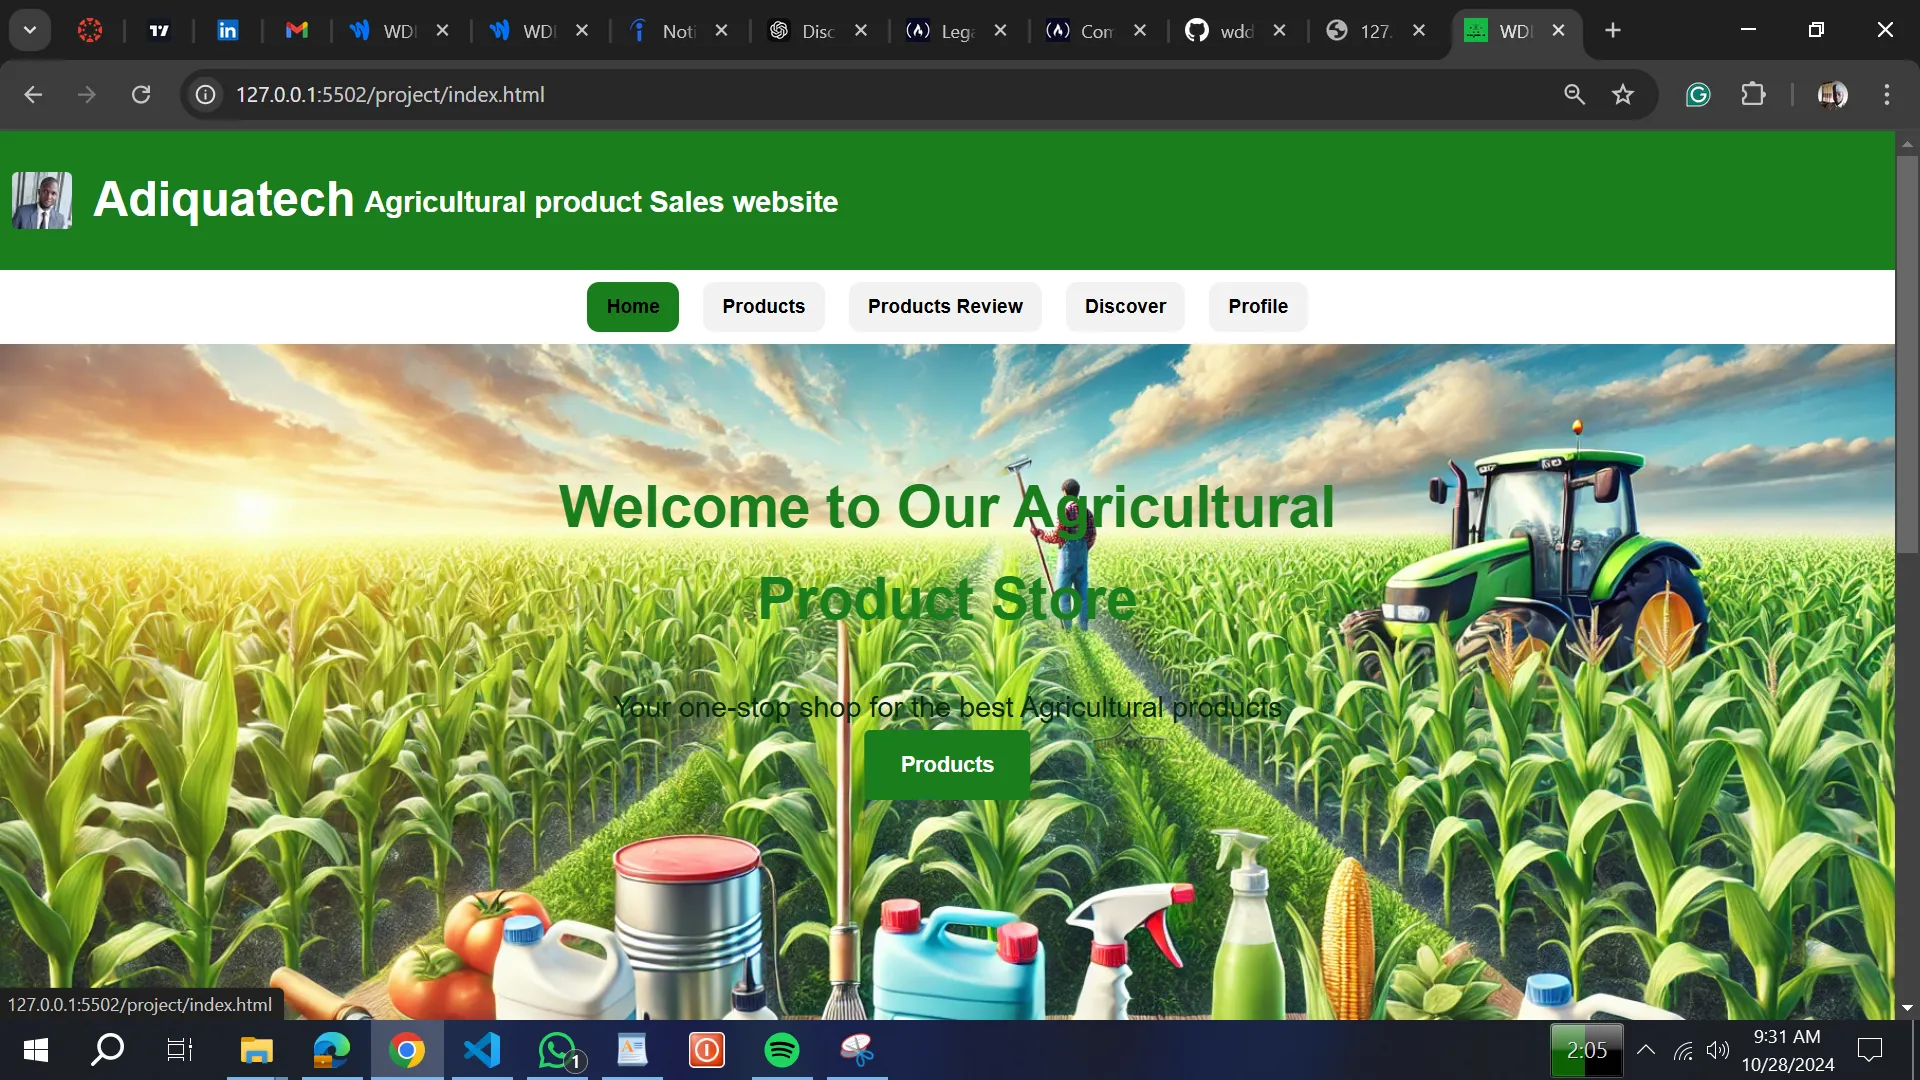 WD
WD
Noti
Disc
Lega
Com
wdd
127.
WD
127.0.0.1:5502/project/index.html
Adiquatech Agricultural product Sales website
Home Products Products Review Discover Profile
Welcome to Our Agricultural
Product Store
Your one-stop shop for the best Agricultural products
Products
127.0.0.1:5502/project/index.html
1
2:05
9:31 AM
10/28/2024